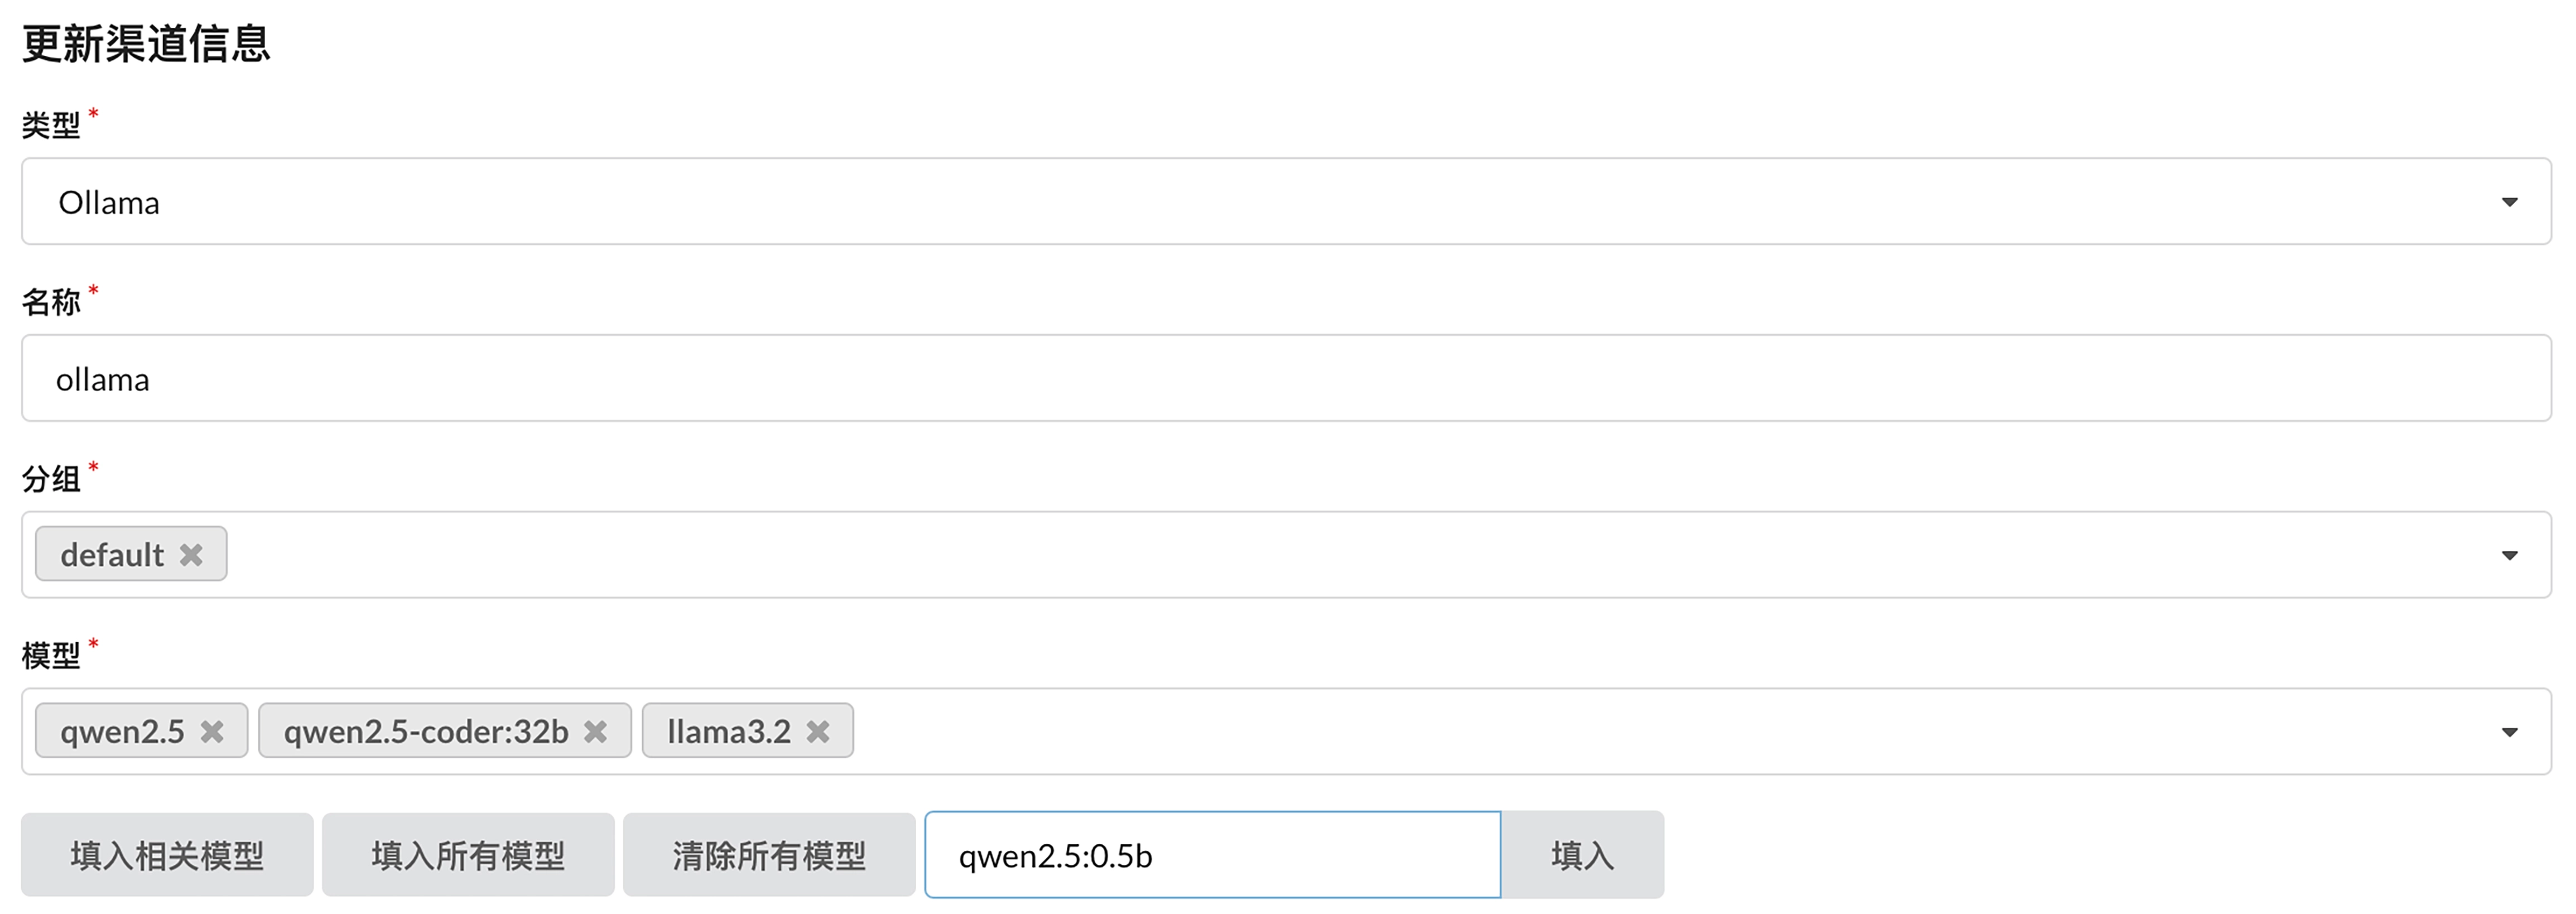 更新渠道信息
类型 *
Ollama
名称 *
ollama
分组 *
default
模型 *
qwen2.5 qwen2.5-coder:32b llama3.2
填入相关模型 填入所有模型 清除所有模型 qwen2.5:0.5b 填入